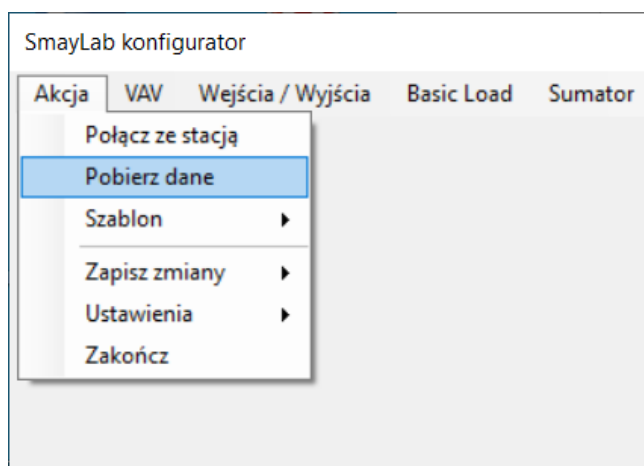 SmayLab konfigurator
Akcja VAV Wejścia / Wyjścia Basic Load Sumator
Połącz ze stacją
Pobierz dane
Szablon
Zapisz zmiany
Ustawienia
Zakończ